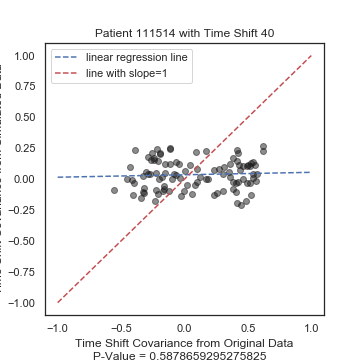 Patient 111514 with Time Shift 40
linear regression line
line with slope=1
1.00
0.75
0.50
0.25
0.00
−0.25
−0.50
−0.75
−1.00
−1.0
−0.5
0.0
0.5
1.0
Time Shift Covariance from Original Data
P-Value = 0.5878659295275825